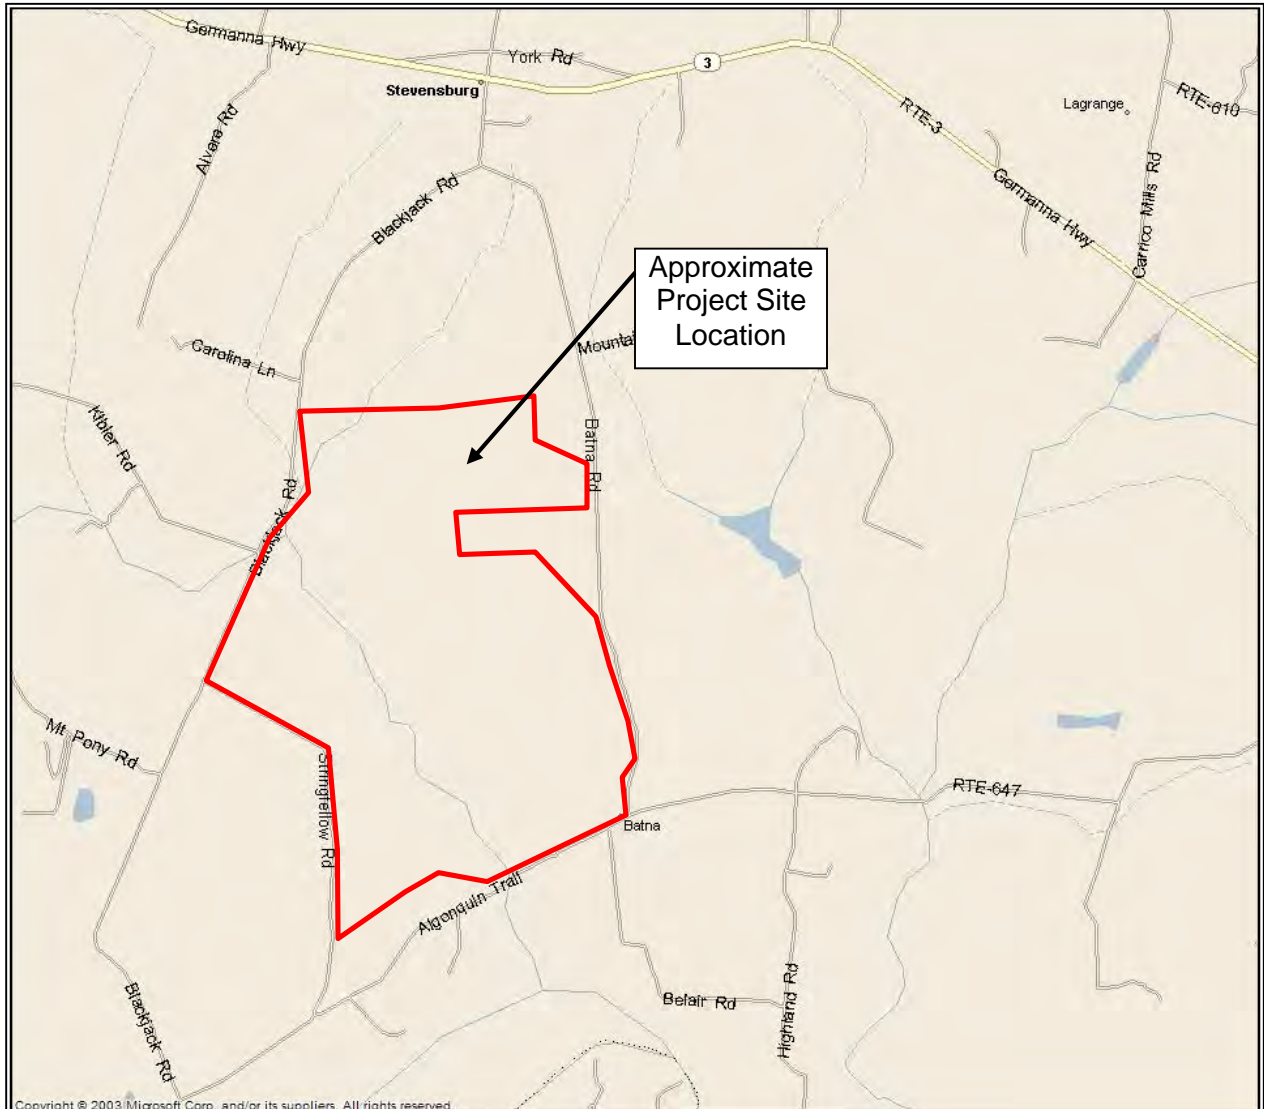 Germanna Hwy
York Rd
3
Stevensburg
Lagrange
RTE-610
RTE-3
Alvere Rd
Blackjack Rd
Carrico Mills Rd
Germanna Hwy
Approximate
Project Site
Location
Carolina Ln
Kibler Rd
Batna Rd
Blackjack Rd
Mt Pony Rd
Stringfellow Rd
RTE-647
Batna
Algonquin Trail
Blackjack Rd
Belair Rd
Highland Rd
Copyright © 2003 Microsoft Corp. and/or its suppliers. All rights reserved.